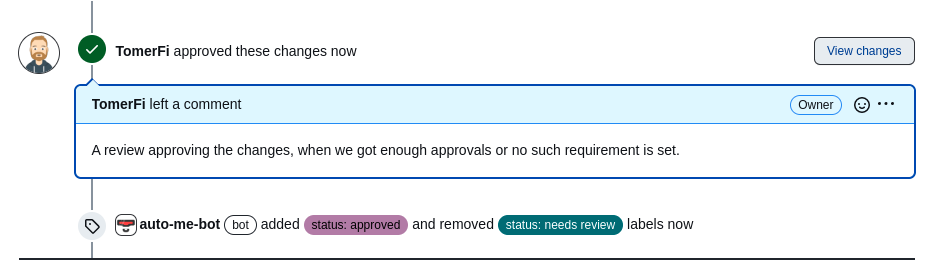 TomerFi approved these changes now
View changes
TomerFi left a comment
Owner
A review approving the changes, when we got enough approvals or no such requirement is set.
auto-me-bot bot added status: approved and removed status: needs review labels now